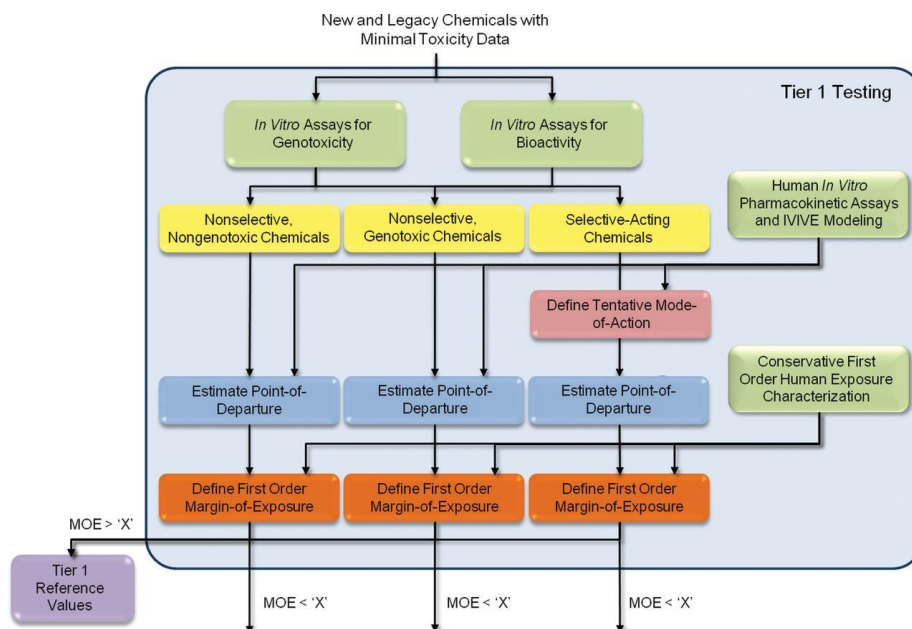 New and Legacy Chemicals with
Minimal Toxicity Data
Tier 1 Testing
In Vitro Assays for
Genotoxicity
In Vitro Assays for
Bioactivity
Human In Vitro
Pharmacokinetic Assays
and IVIVE Modeling
Nonselective,
Nongenotoxic Chemicals
Nonselective,
Genotoxic Chemicals
Selective-Acting
Chemicals
Define Tentative Mode-
of-Action
Conservative First
Order Human Exposure
Characterization
Estimate Point-of-
Departure
Estimate Point-of-
Departure
Estimate Point-of-
Departure
Define First Order
Margin-of-Exposure
Define First Order
Margin-of-Exposure
Define First Order
Margin-of-Exposure
MOE > 'X'
Tier 1
Reference
Values
MOE < 'X'
MOE < 'X'
MOE < 'X'